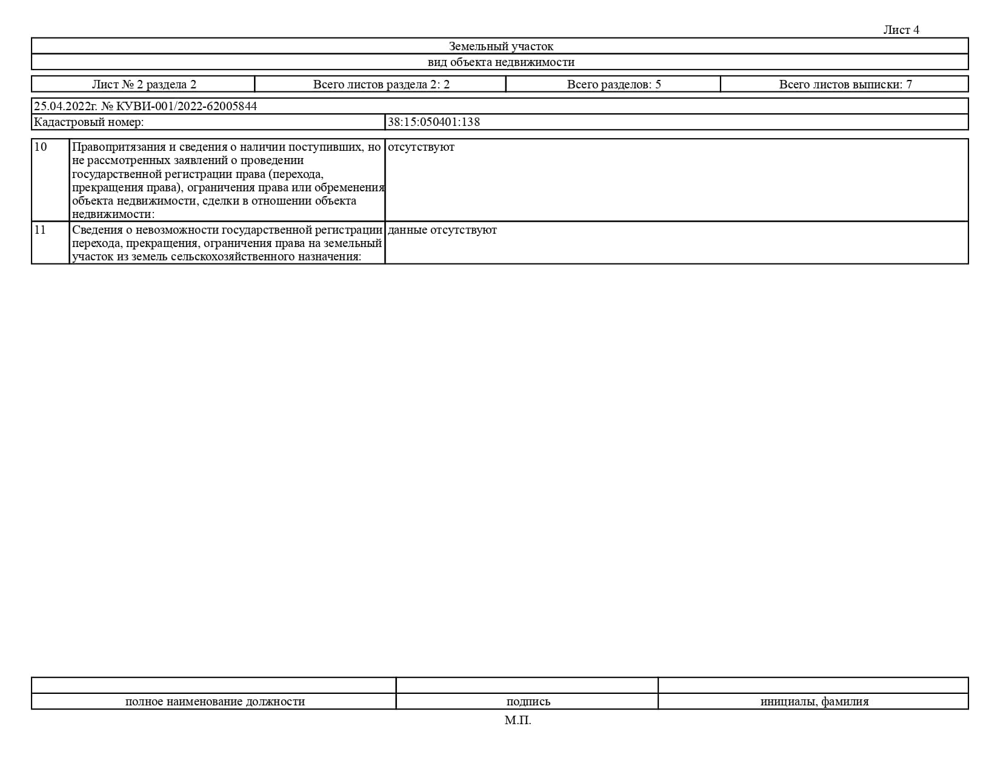 Лист 4
Земельный участок
вид объекта недвижимости
Лист № 2 раздела 2
Всего листов раздела 2: 2
Всего разделов: 5
Всего листов выписки: 7
25.04.2022г. № КУВИ-001/2022-62005844
Кадастровый номер:
38:15:050401:138
10
Правопритязания и сведения о наличии поступивших, но
не рассмотренных заявлений о проведении
государственной регистрации права (перехода,
прекращения права), ограничения права или обременения
объекта недвижимости, сделки в отношении объекта
недвижимости:
отсутствуют
11
Сведения о невозможности государственной регистрации
перехода, прекращения, ограничения права на земельный
участок из земель сельскохозяйственного назначения:
данные отсутствуют
полное наименование должности
подпись
инициалы, фамилия
М.П.